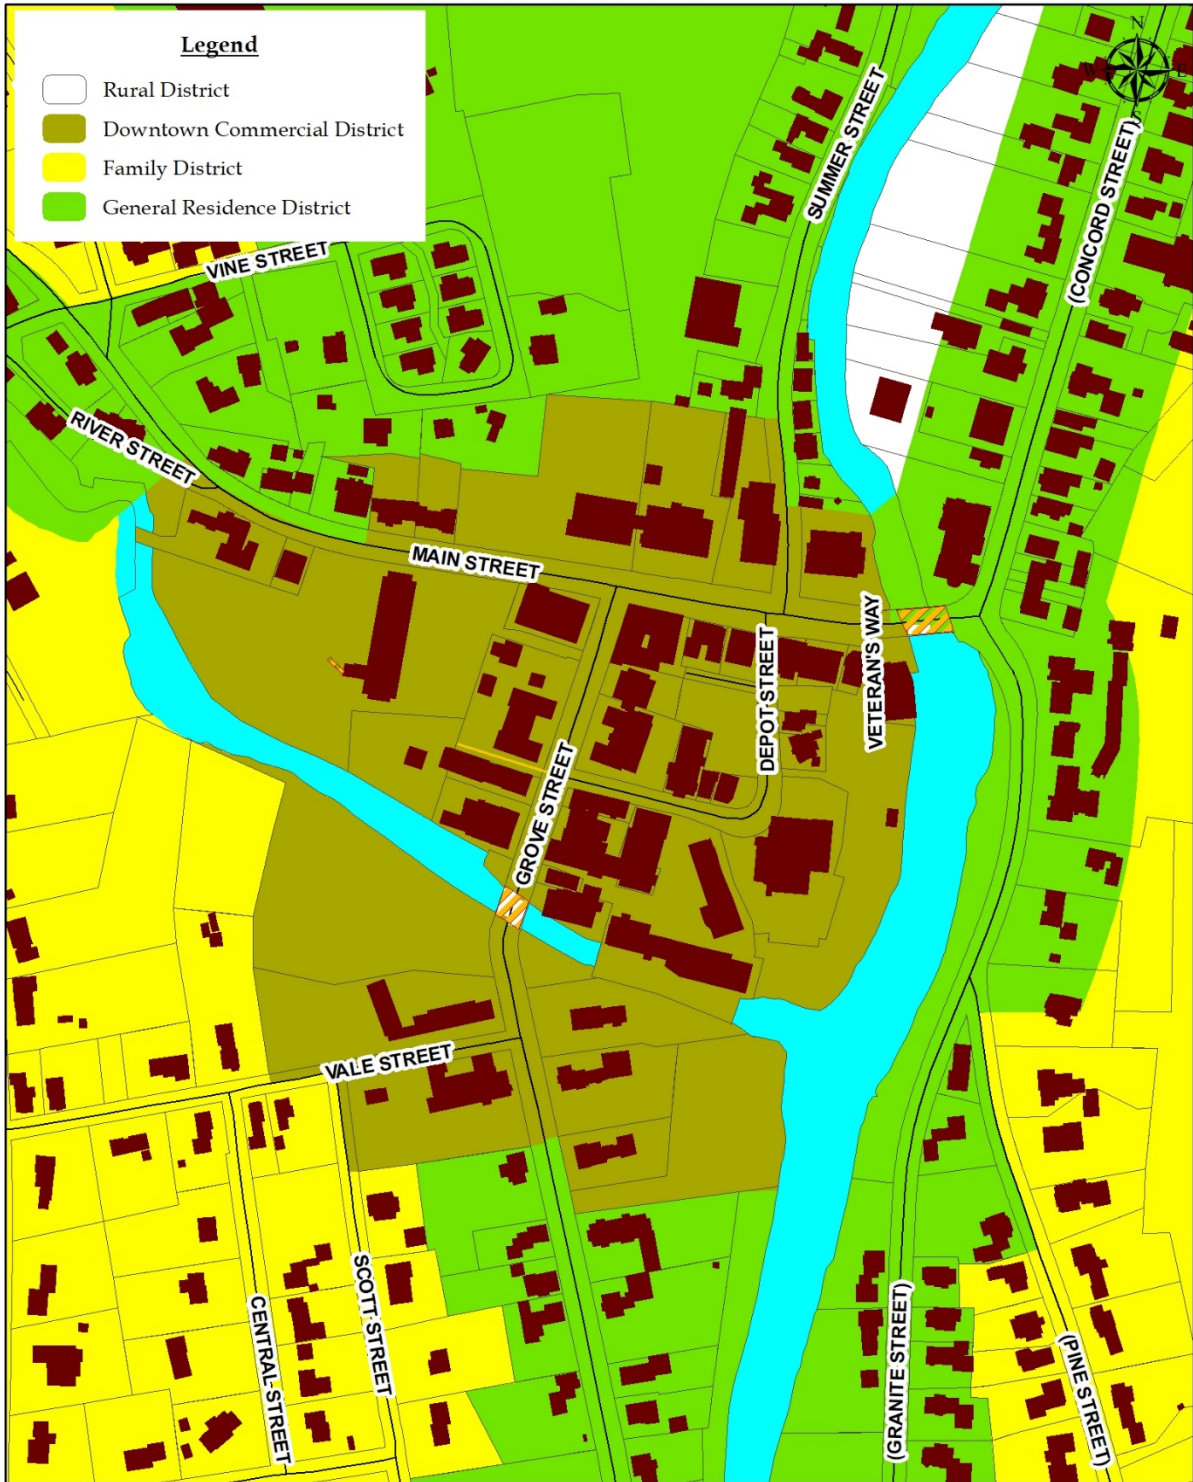 Legend
Rural District
Downtown Commercial District
Family District
General Residence District
N
W
E
S
SUMMER STREET
(CONCORD STREET)
VINE STREET
RIVER STREET
MAIN STREET
DEPOT STREET
VETERAN'S WAY
GROVE STREET
VALE STREET
SCOTT STREET
CENTRAL STREET
(GRANITE STREET)
(PINE STREET)